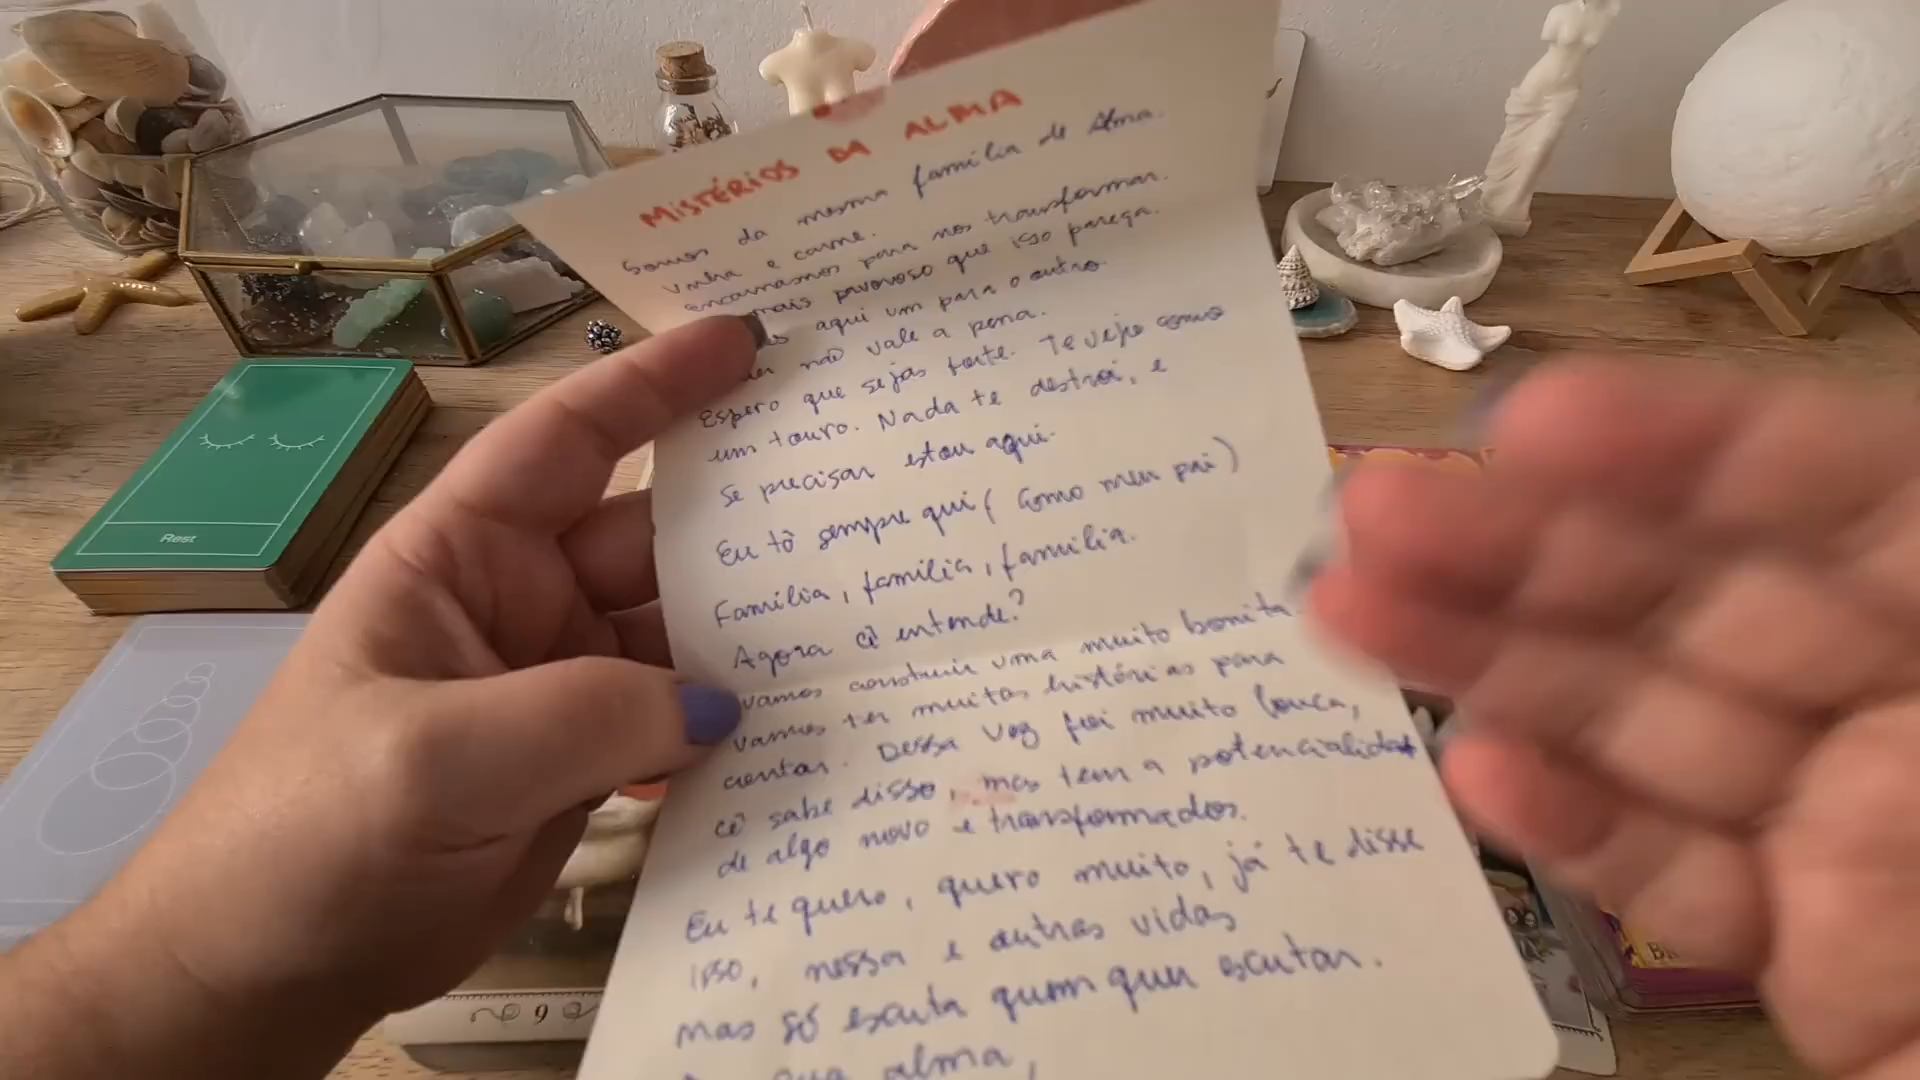 MISTÉRIOS DA ALMA
Somos da mesma família de Alma.
unha e carne.
encarnamos para nos transformar.
mais pavoroso que isso pareça.
aqui um para o outro.
não vale a pena.
Espero que sejas forte. Te vejo como
um touro. Nada te destrói, e
se precisar estou aqui.
Eu tô sempre qui (como meu pai)
Família, família, família.
Agora cê entende?
vamos construir uma muito bonita.
vamos ter muitas histórias para
contar. Dessa vez foi muito louca,
cê sabe disso, mas tem a potencialidad
de algo novo e transformados.
Eu te quero, quero muito, já te disse
isso, nessa e outras vidas
mas só escuta quem quer escutar.
sua alma,
Rest
6